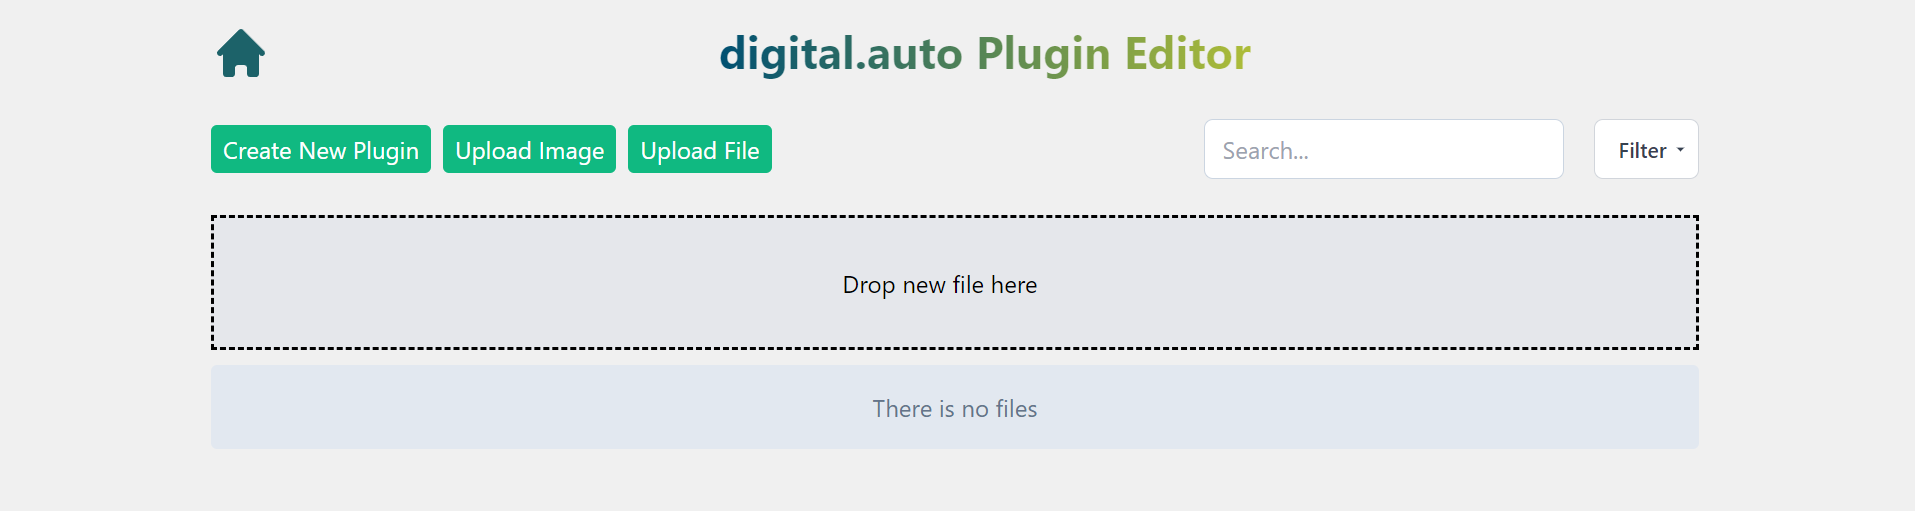 digital.auto Plugin Editor
Create New Plugin Upload Image Upload File Search... Filter
Drop new file here
There is no files